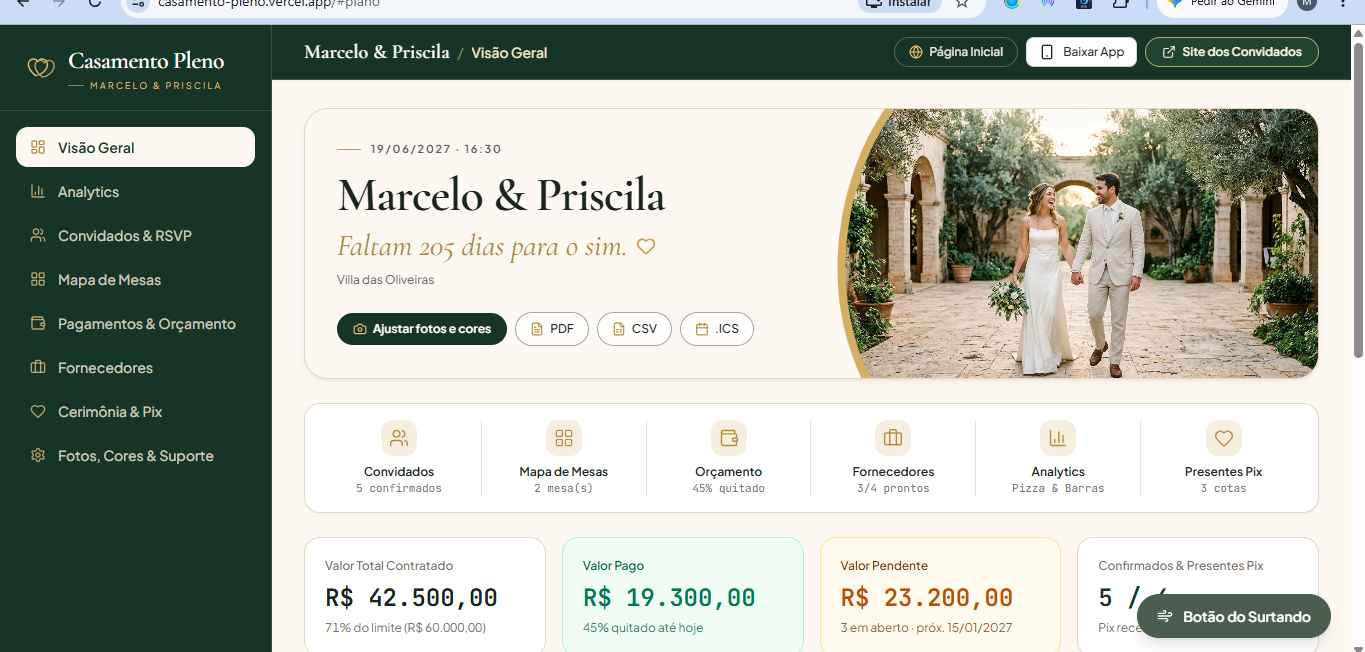 casamento-pleno.vercel.app/#plano
Instalar
Pedir ao Gemini
M
Casamento Pleno
MARCELO & PRISCILA
Marcelo & Priscila / Visão Geral
Página Inicial
Baixar App
Site dos Convidados
Visão Geral
Analytics
Convidados & RSVP
Mapa de Mesas
Pagamentos & Orçamento
Fornecedores
Cerimônia & Pix
Fotos, Cores & Suporte
19/06/2027 · 16:30
Marcelo & Priscila
Faltam 205 dias para o sim.
Villa das Oliveiras
Ajustar fotos e cores
PDF
CSV
.ICS
Convidados
5 confirmados
Mapa de Mesas
2 mesa(s)
Orçamento
45% quitado
Fornecedores
3/4 prontos
Analytics
Pizza & Barras
Presentes Pix
3 cotas
Valor Total Contratado
R$ 42.500,00
71% do limite (R$ 60.000,00)
Valor Pago
R$ 19.300,00
45% quitado até hoje
Valor Pendente
R$ 23.200,00
3 em aberto · próx. 15/01/2027
Confirmados & Presentes Pix
5 /
Pix
Botão do Surtando